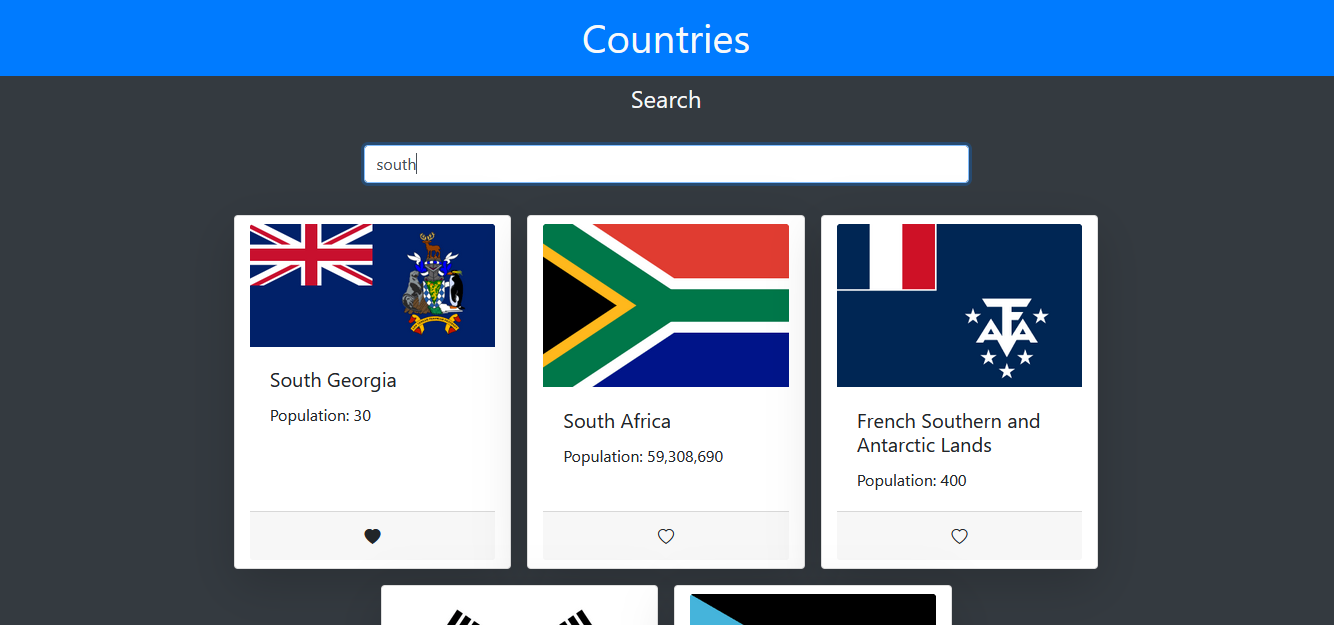 Countries
Search
south
South Georgia
Population: 30
South Africa
Population: 59,308,690
French Southern and
Antarctic Lands
Population: 400